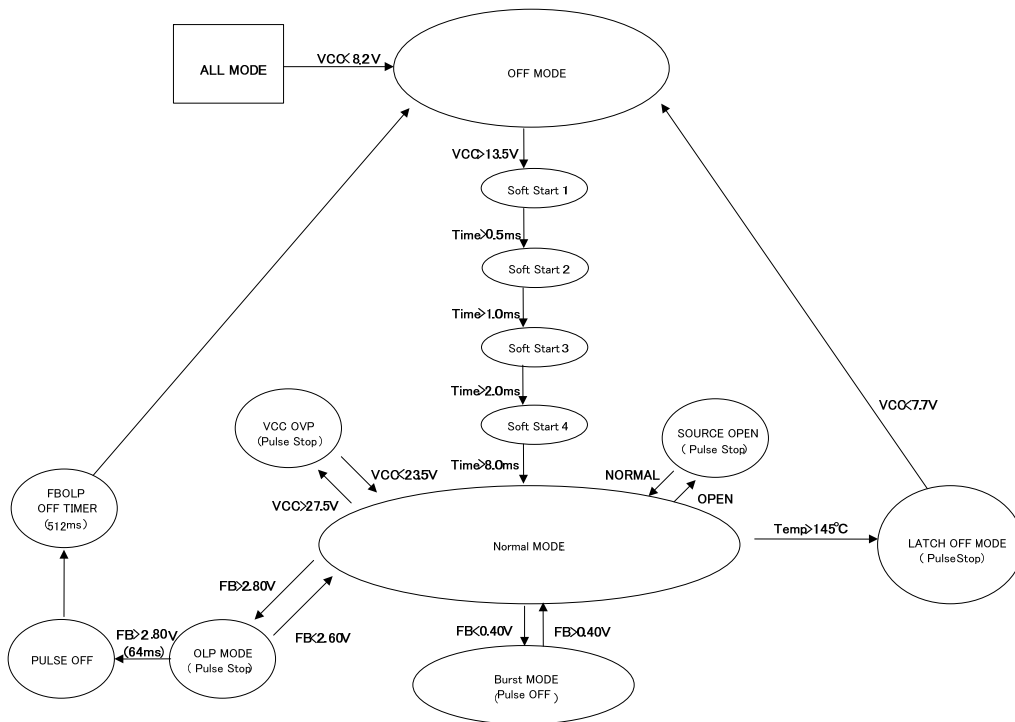 ALL MODE
VCC<8.2V
OFF MODE
VCC>13.5V
Soft Start 1
Time>0.5ms
Soft Start 2
Time>1.0ms
Soft Start 3
Time>2.0ms
Soft Start 4
Time>8.0ms
VCC OVP
(Pulse Stop)
VCC<23.5V
VCC>27.5V
SOURCE OPEN
( Pulse Stop)
NORMAL
OPEN
VCC<7.7V
FBOLP
OFF TIMER
(512ms)
Normal MODE
Temp>145℃
LATCH OFF MODE
( PulseStop)
FB>2.80V
FB<2.60V
FB<0.40V
FB>0.40V
PULSE OFF
FB>2.80V
(64ms)
OLP MODE
( Pulse Stop)
Burst MODE
(Pulse OFF )